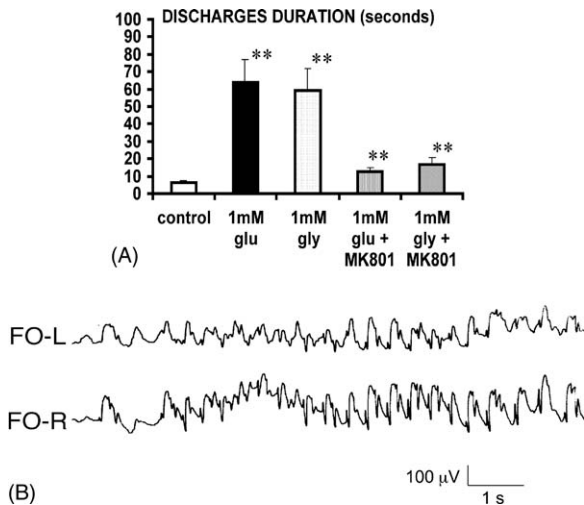 DISCHARGES DURATION (seconds)
100
90
80
70
60
50
40
30
20
10
0
**
**
**
**
control 1mM 1mM 1mM 1mM
glu gly glu + gly +
MK801 MK801
(A)
FO-L
FO-R
100 µV
1 s
(B)